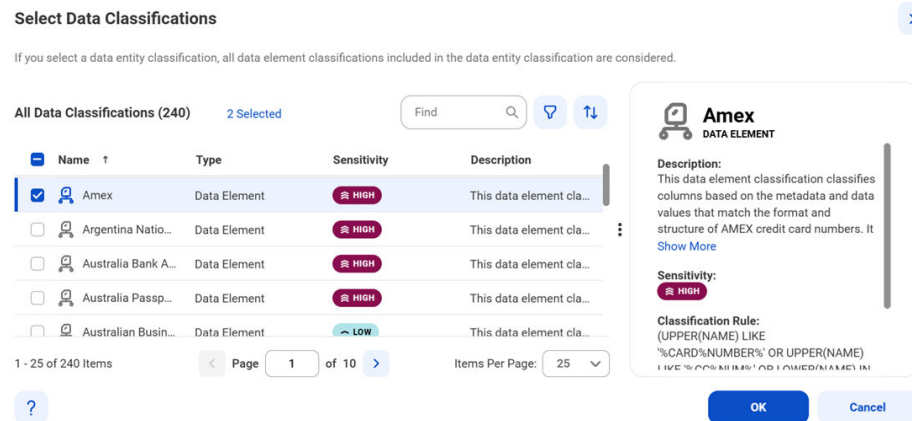 Select Data Classifications
If you select a data entity classification, all data element classifications included in the data entity classification are considered.
All Data Classifications (240) 2 Selected Find
Name ↑ Type Sensitivity Description
Amex Data Element HIGH This data element cla...
Argentina Natio... Data Element HIGH This data element cla...
Australia Bank A... Data Element HIGH This data element cla...
Australia Passp... Data Element HIGH This data element cla...
Australian Busin... Data Element LOW This data element cla...
1 - 25 of 240 Items Page 1 of 10 Items Per Page: 25
Amex
DATA ELEMENT
Description:
This data element classification classifies
columns based on the metadata and data
values that match the format and
structure of AMEX credit card numbers. It
Show More
Sensitivity:
HIGH
Classification Rule:
(UPPER(NAME) LIKE
'%CARD%NUMBER%' OR UPPER(NAME)
LIKE '%CC%NUM%' OR LOWER(NAME) IN
? OK Cancel